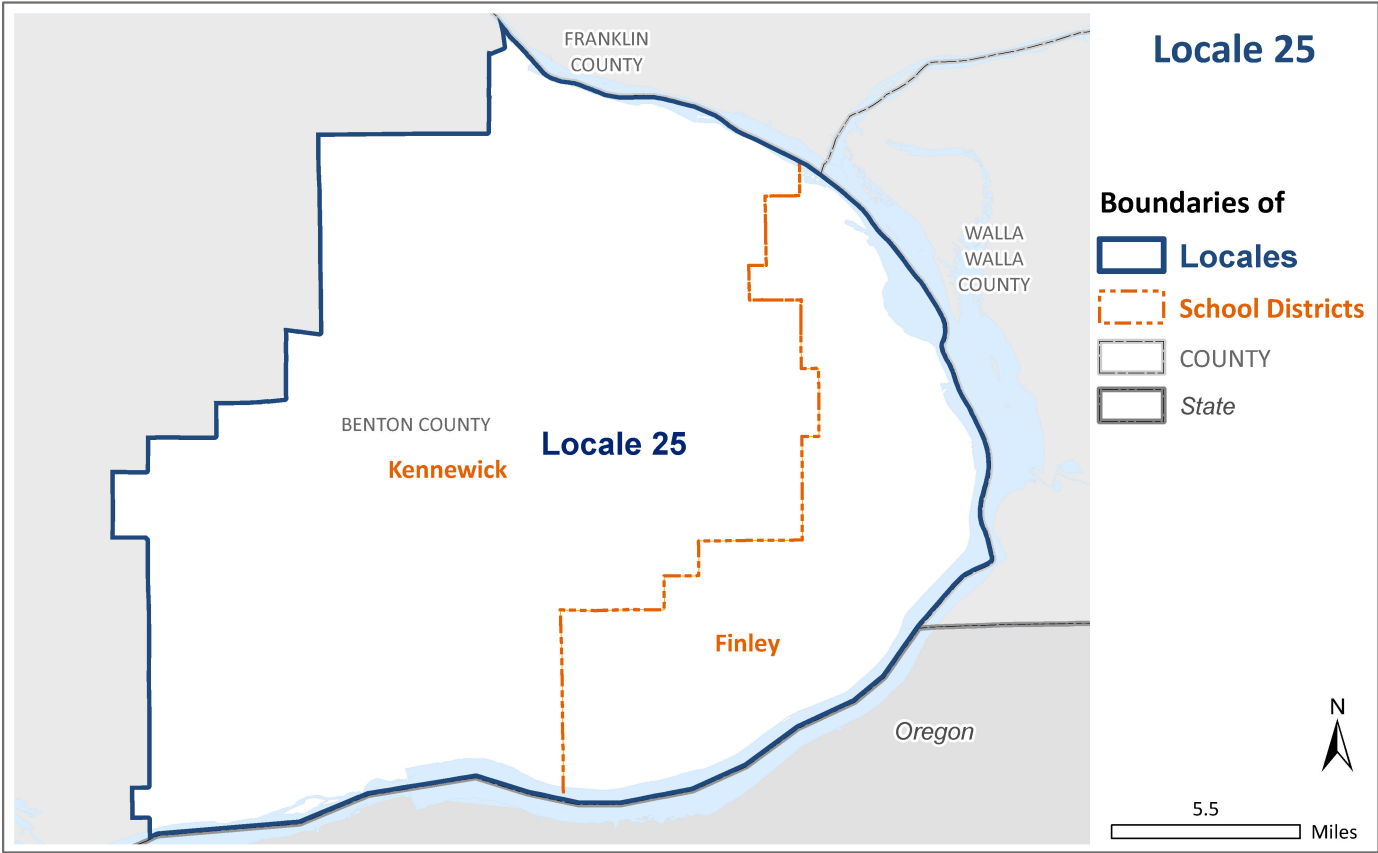 FRANKLIN
COUNTY
Locale 25
WALLA
WALLA
COUNTY
Boundaries of
Locales
School Districts
COUNTY
State
BENTON COUNTY
Locale 25
Kennewick
Finley
Oregon
N
5.5
Miles